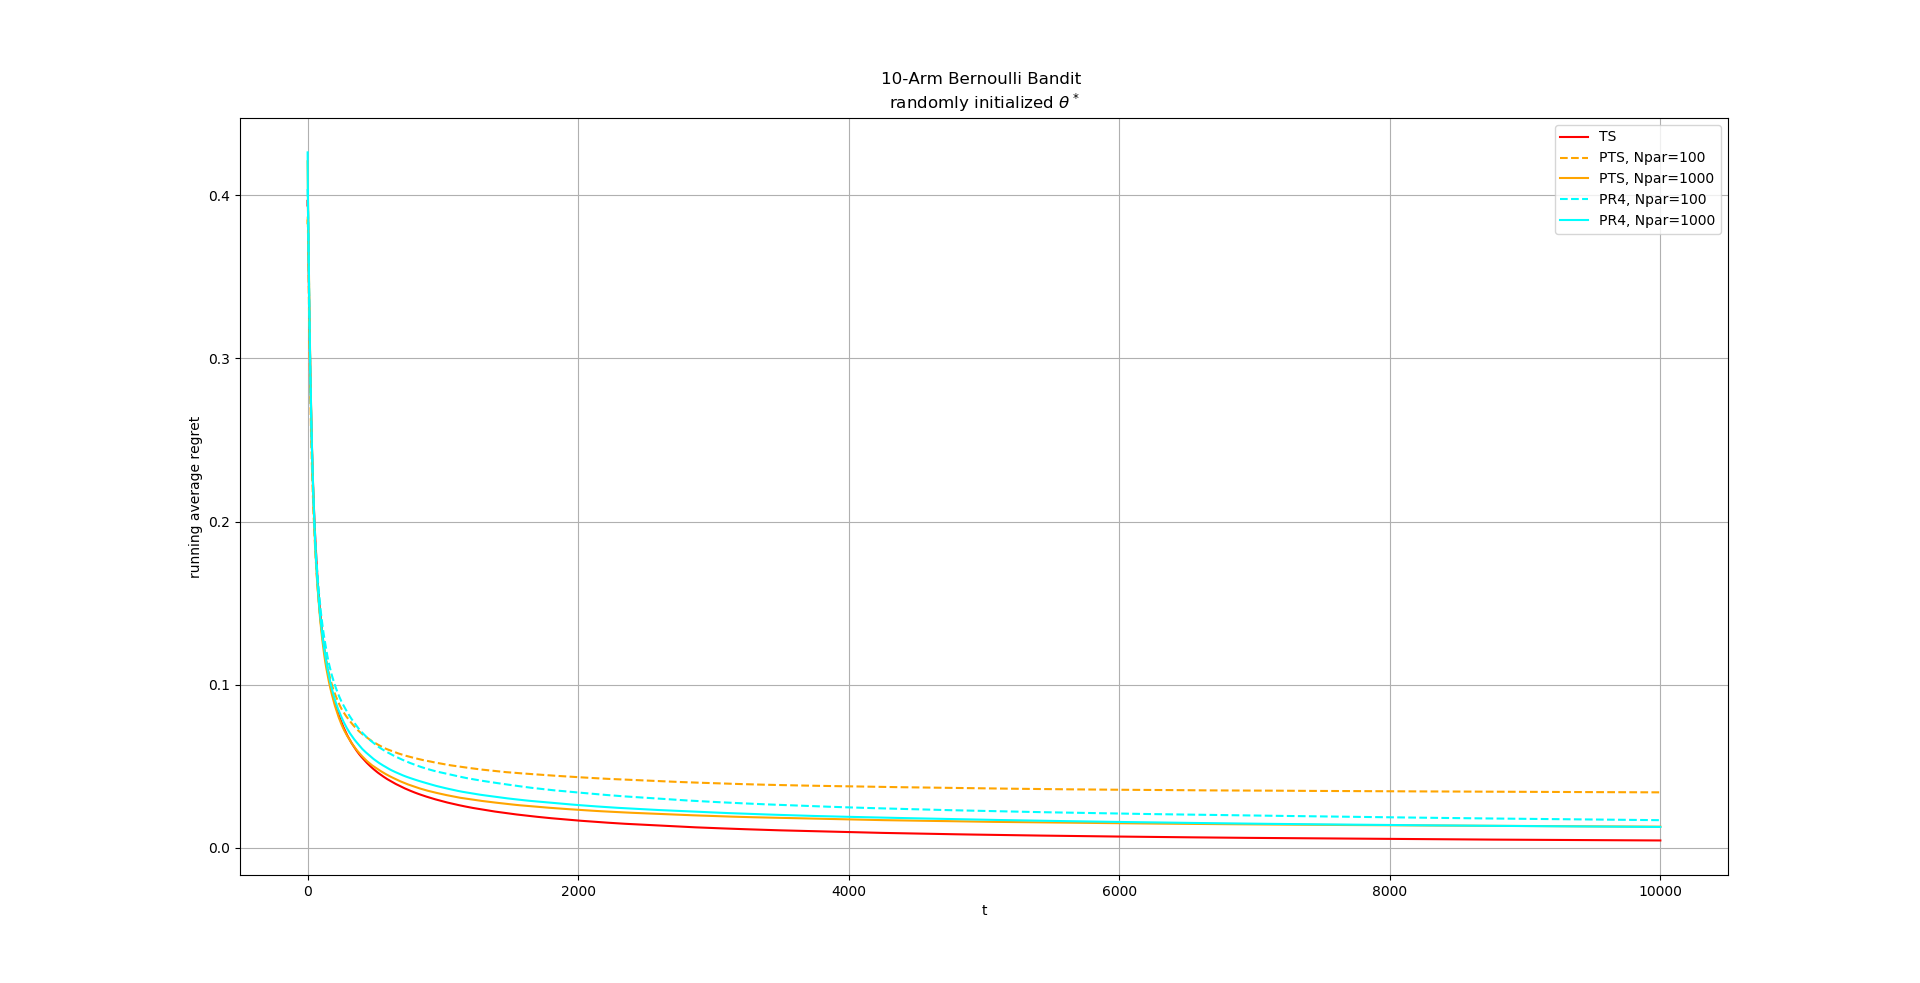 10-Arm Bernoulli Bandit
randomly initialized θ*
TS
PTS, Npar=100
PTS, Npar=1000
PR4, Npar=100
PR4, Npar=1000
running average regret
0.4
0.3
0.2
0.1
0.0
0 2000 4000 6000 8000 10000
t